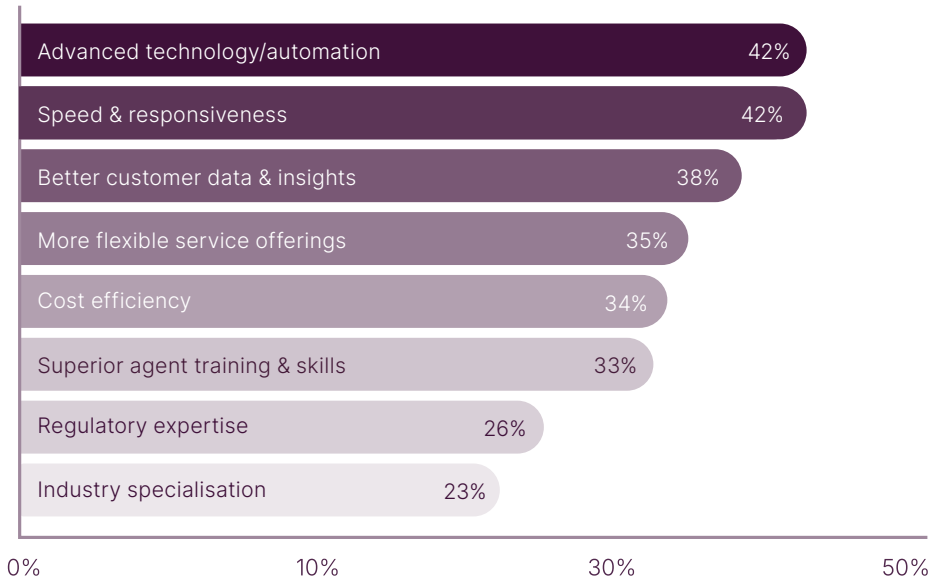 Advanced technology/automation 42%
Speed & responsiveness 42%
Better customer data & insights 38%
More flexible service offerings 35%
Cost efficiency 34%
Superior agent training & skills 33%
Regulatory expertise 26%
Industry specialisation 23%
0% 10% 30% 50%